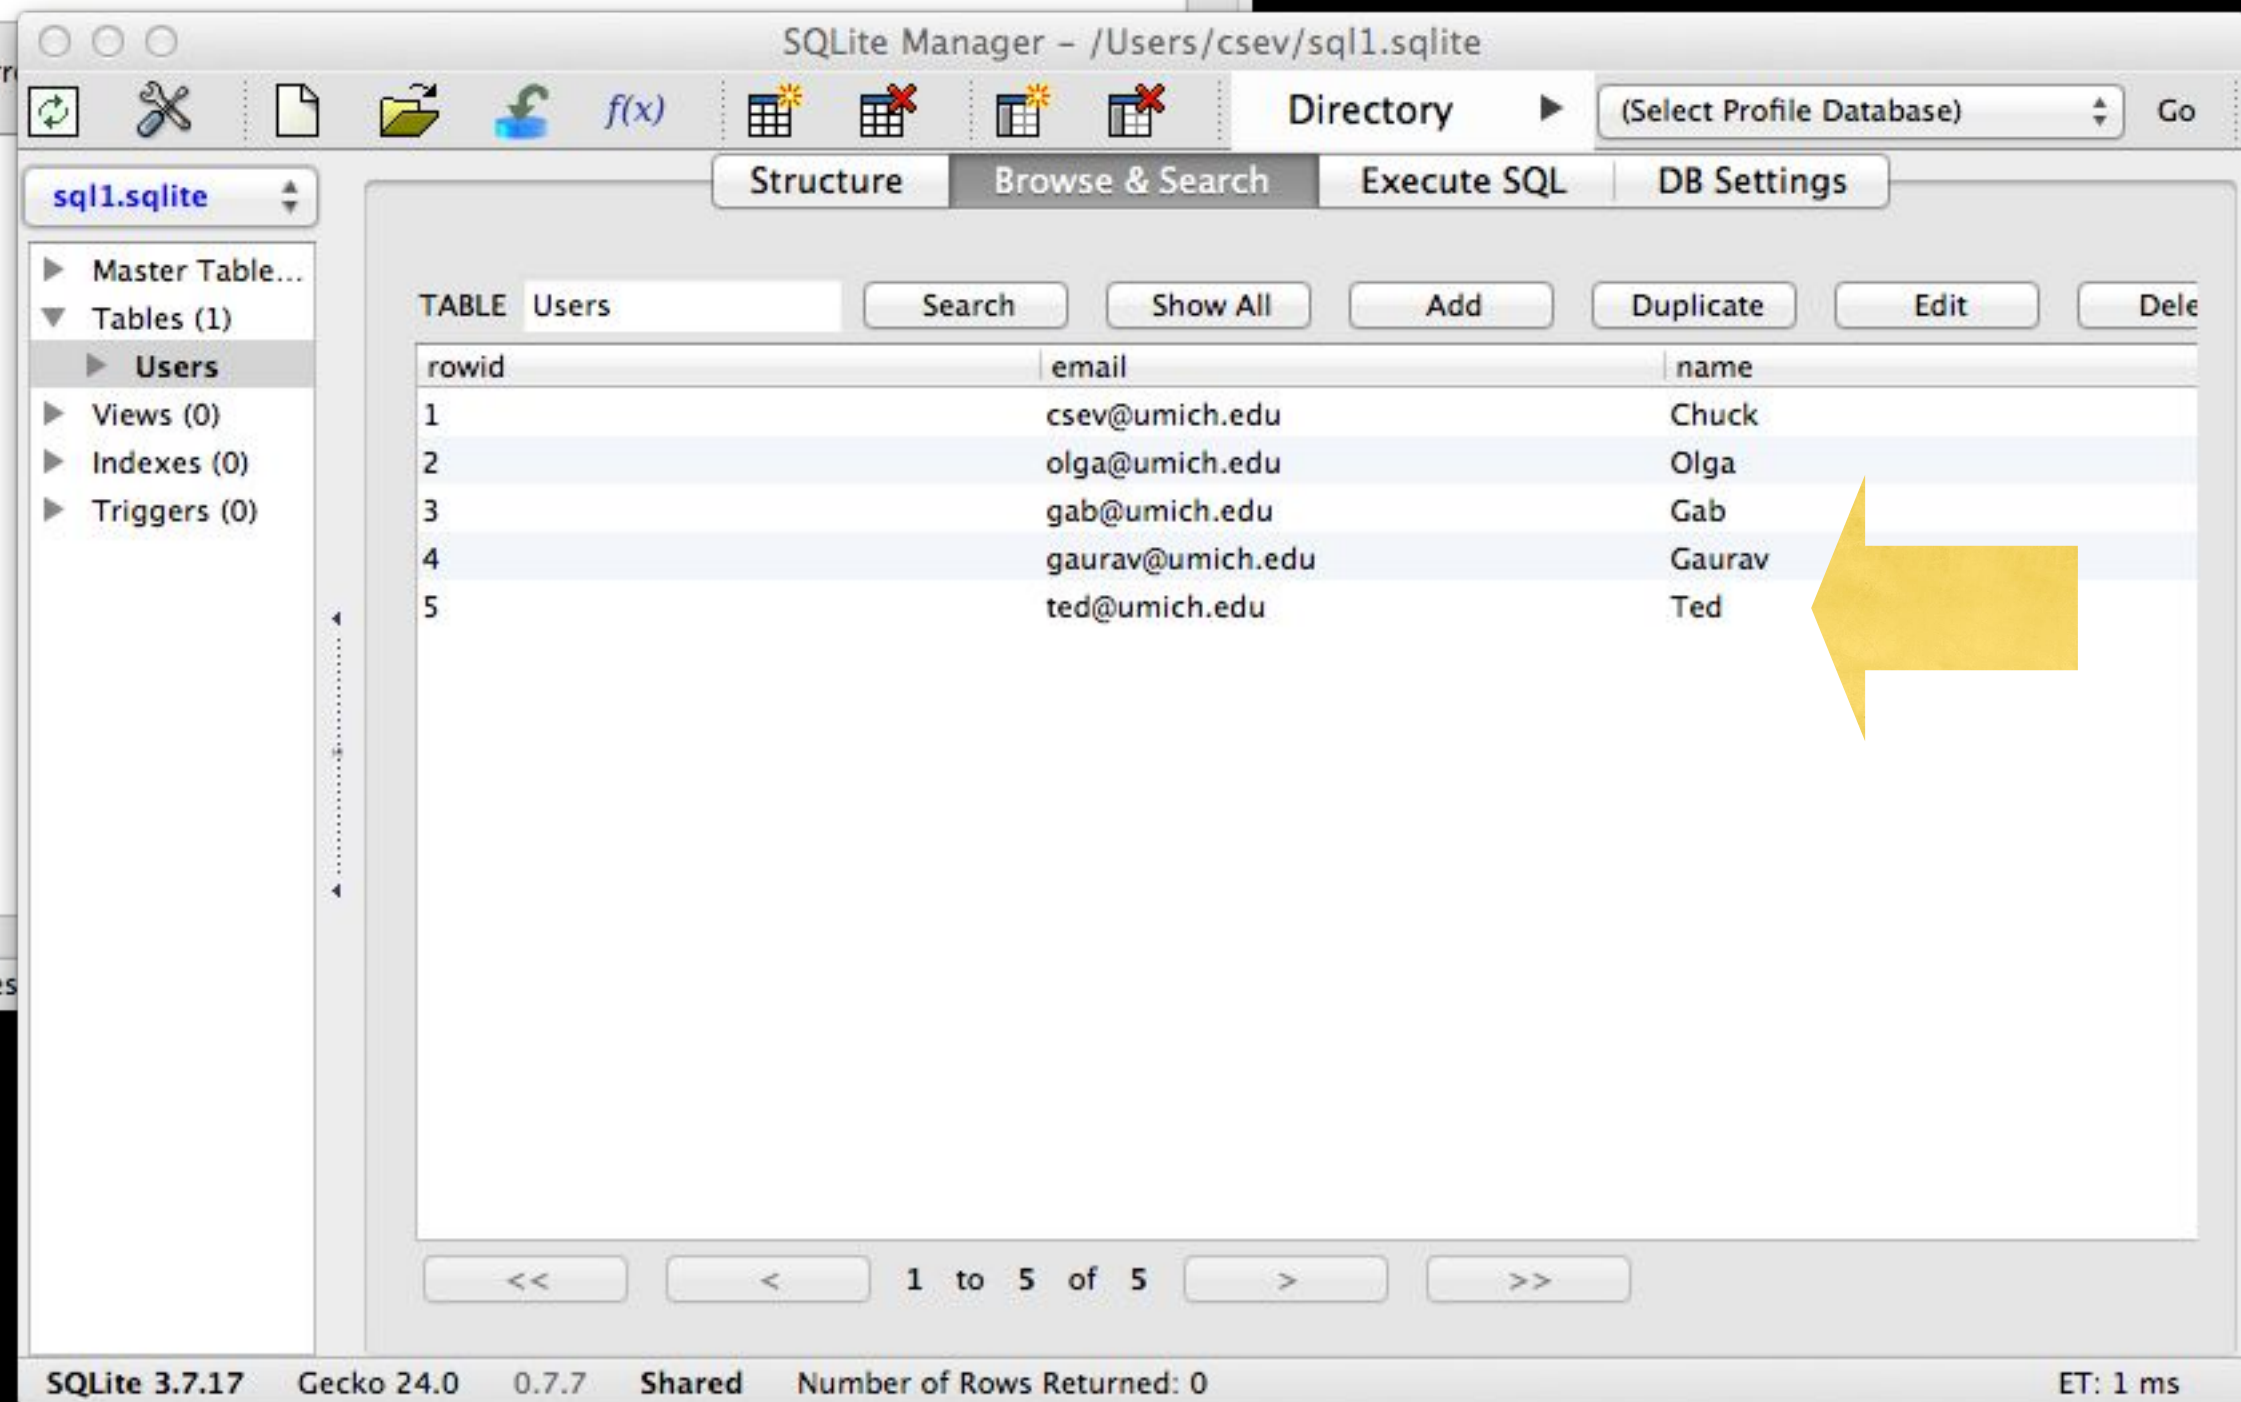 SQLite Manager – /Users/csev/sql1.sqlite
f(x) Directory (Select Profile Database) Go
sql1.sqlite
Structure Browse & Search Execute SQL DB Settings
Master Table...
Tables (1)
Users
Views (0)
Indexes (0)
Triggers (0)
TABLE Users Search Show All Add Duplicate Edit Dele
rowid email name
1 csev@umich.edu Chuck
2 olga@umich.edu Olga
3 gab@umich.edu Gab
4 gaurav@umich.edu Gaurav
5 ted@umich.edu Ted
<< < 1 to 5 of 5 > >>
SQLite 3.7.17 Gecko 24.0 0.7.7 Shared Number of Rows Returned: 0 ET: 1 ms